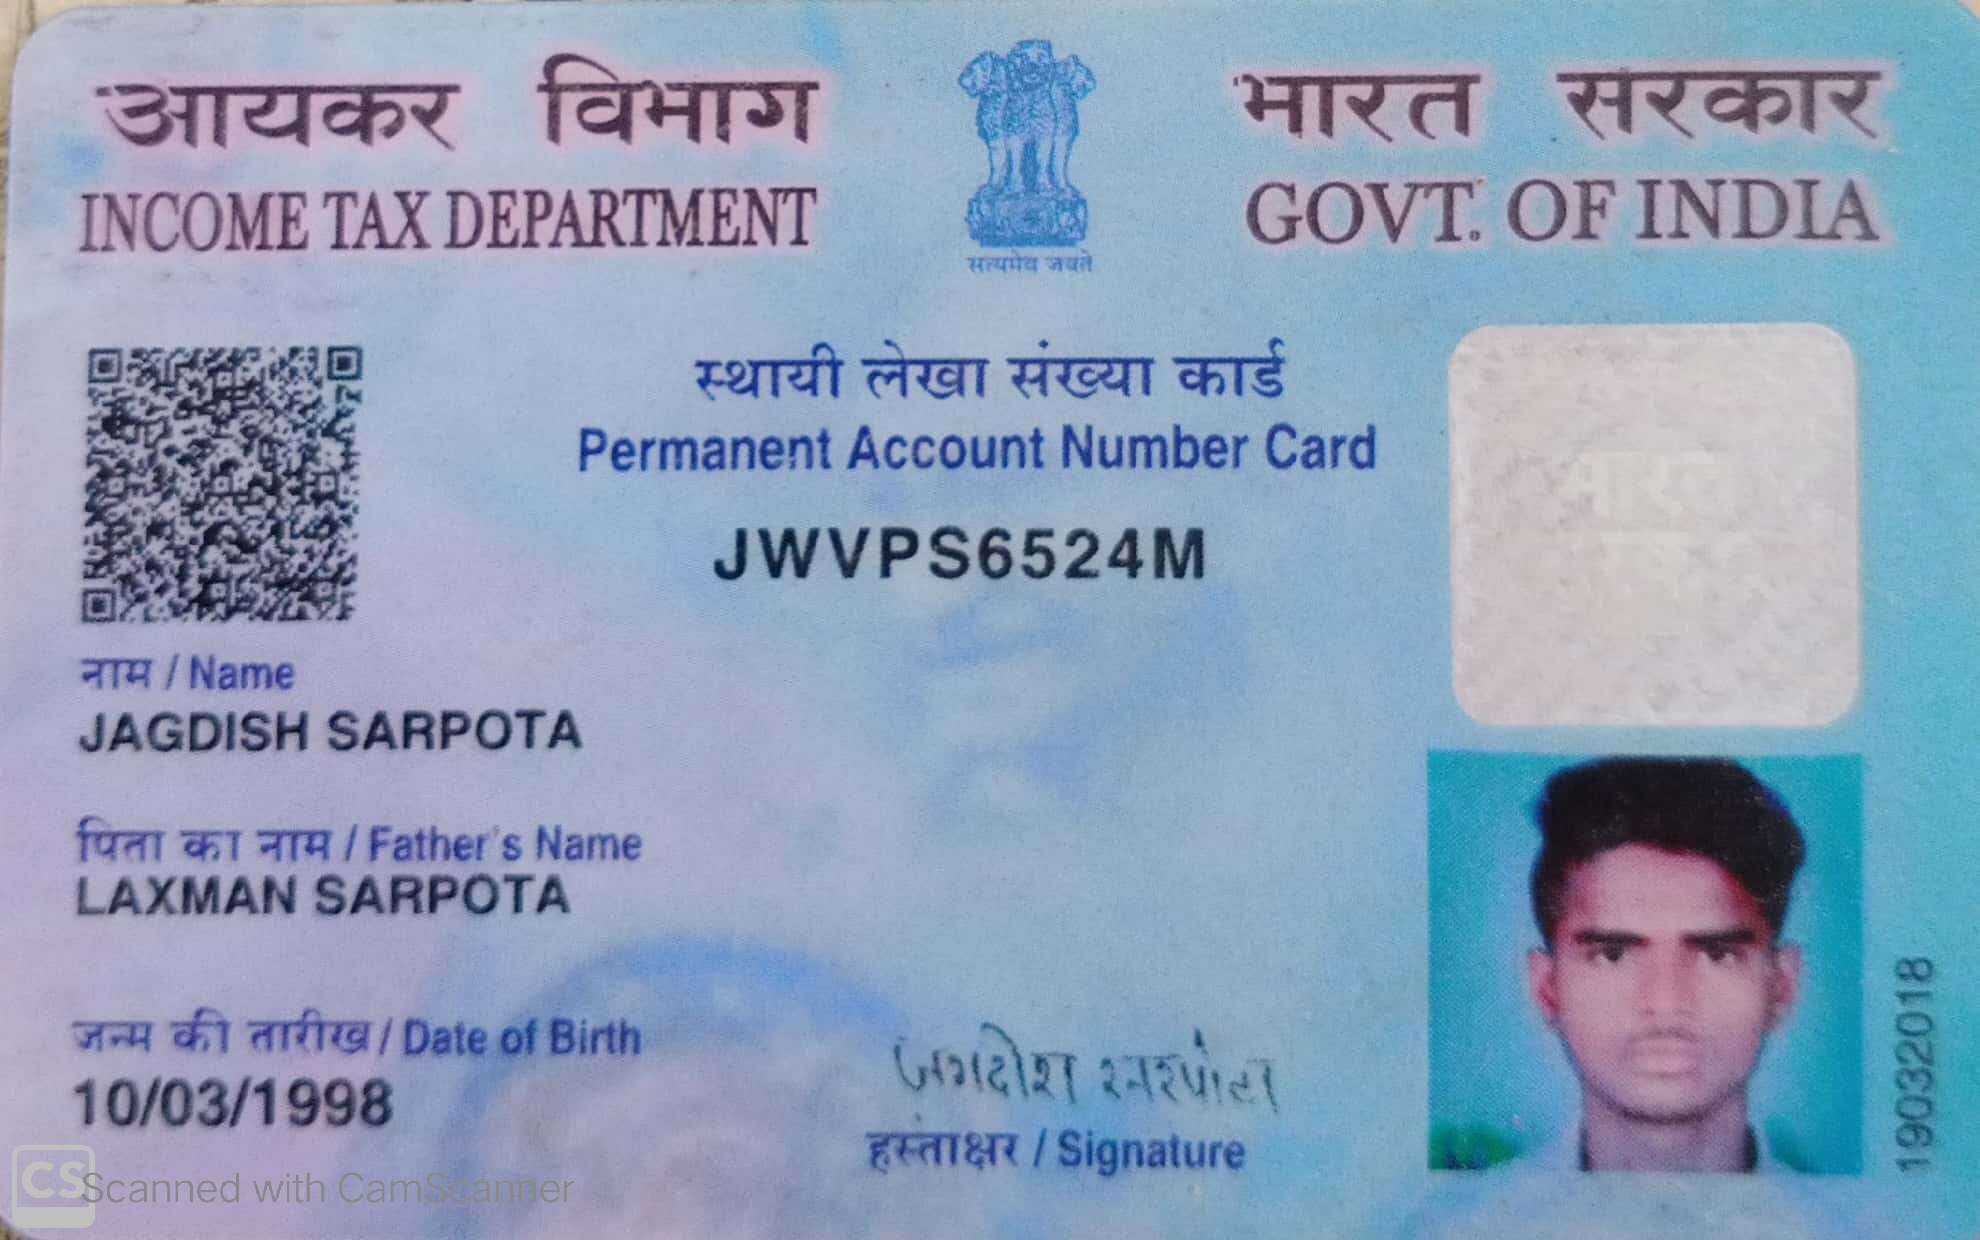 आयकर विभाग
INCOME TAX DEPARTMENT
सत्यमेव जयते
भारत सरकार
GOVT. OF INDIA
स्थायी लेखा संख्या कार्ड
Permanent Account Number Card
JWVPS6524M
भारत
नाम / Name
JAGDISH SARPOTA
पिता का नाम / Father's Name
LAXMAN SARPOTA
जन्म की तारीख / Date of Birth
10/03/1998
जगदीश सरपोटा
हस्ताक्षर / Signature
19032018
CS Scanned with CamScanner